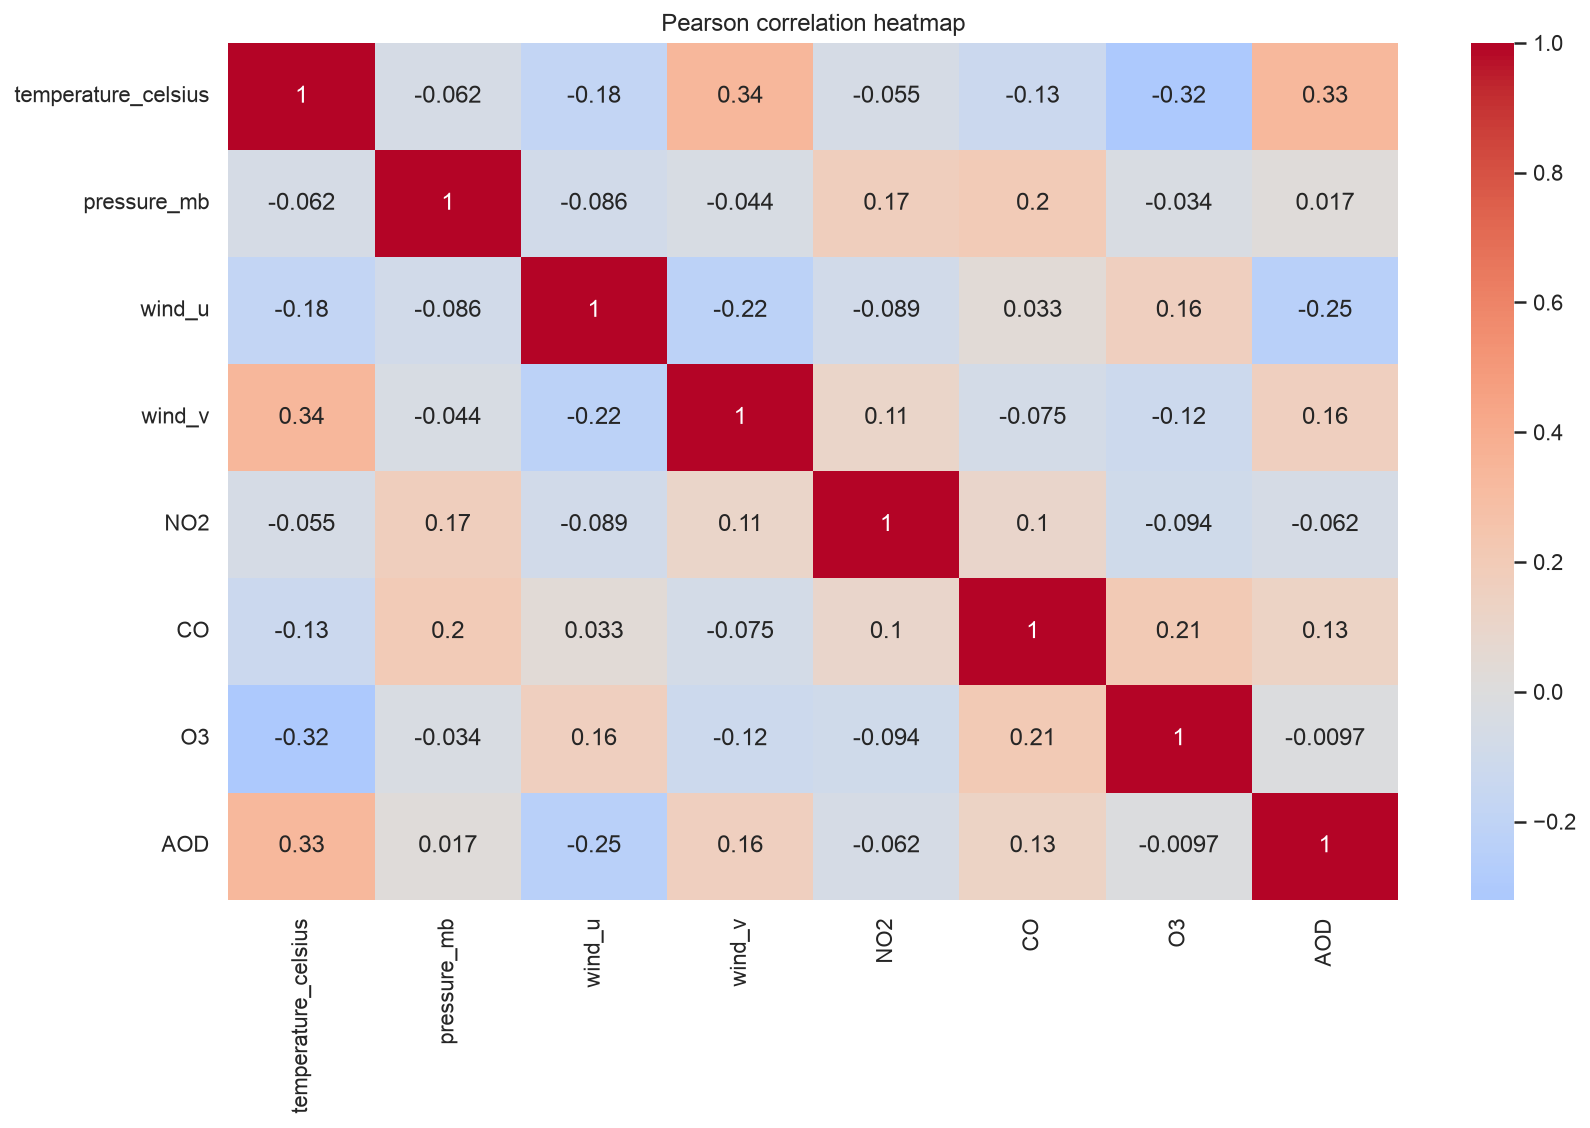 Pearson correlation heatmap
temperature_celsius 1 -0.062 -0.18 0.34 -0.055 -0.13 -0.32 0.33
pressure_mb -0.062 1 -0.086 -0.044 0.17 0.2 -0.034 0.017
wind_u -0.18 -0.086 1 -0.22 -0.089 0.033 0.16 -0.25
wind_v 0.34 -0.044 -0.22 1 0.11 -0.075 -0.12 0.16
NO2 -0.055 0.17 -0.089 0.11 1 0.1 -0.094 -0.062
CO -0.13 0.2 0.033 -0.075 0.1 1 0.21 0.13
O3 -0.32 -0.034 0.16 -0.12 -0.094 0.21 1 -0.0097
AOD 0.33 0.017 -0.25 0.16 -0.062 0.13 -0.0097 1
temperature_celsius
pressure_mb
wind_u
wind_v
NO2
CO
O3
AOD
1.0
0.8
0.6
0.4
0.2
0.0
−0.2